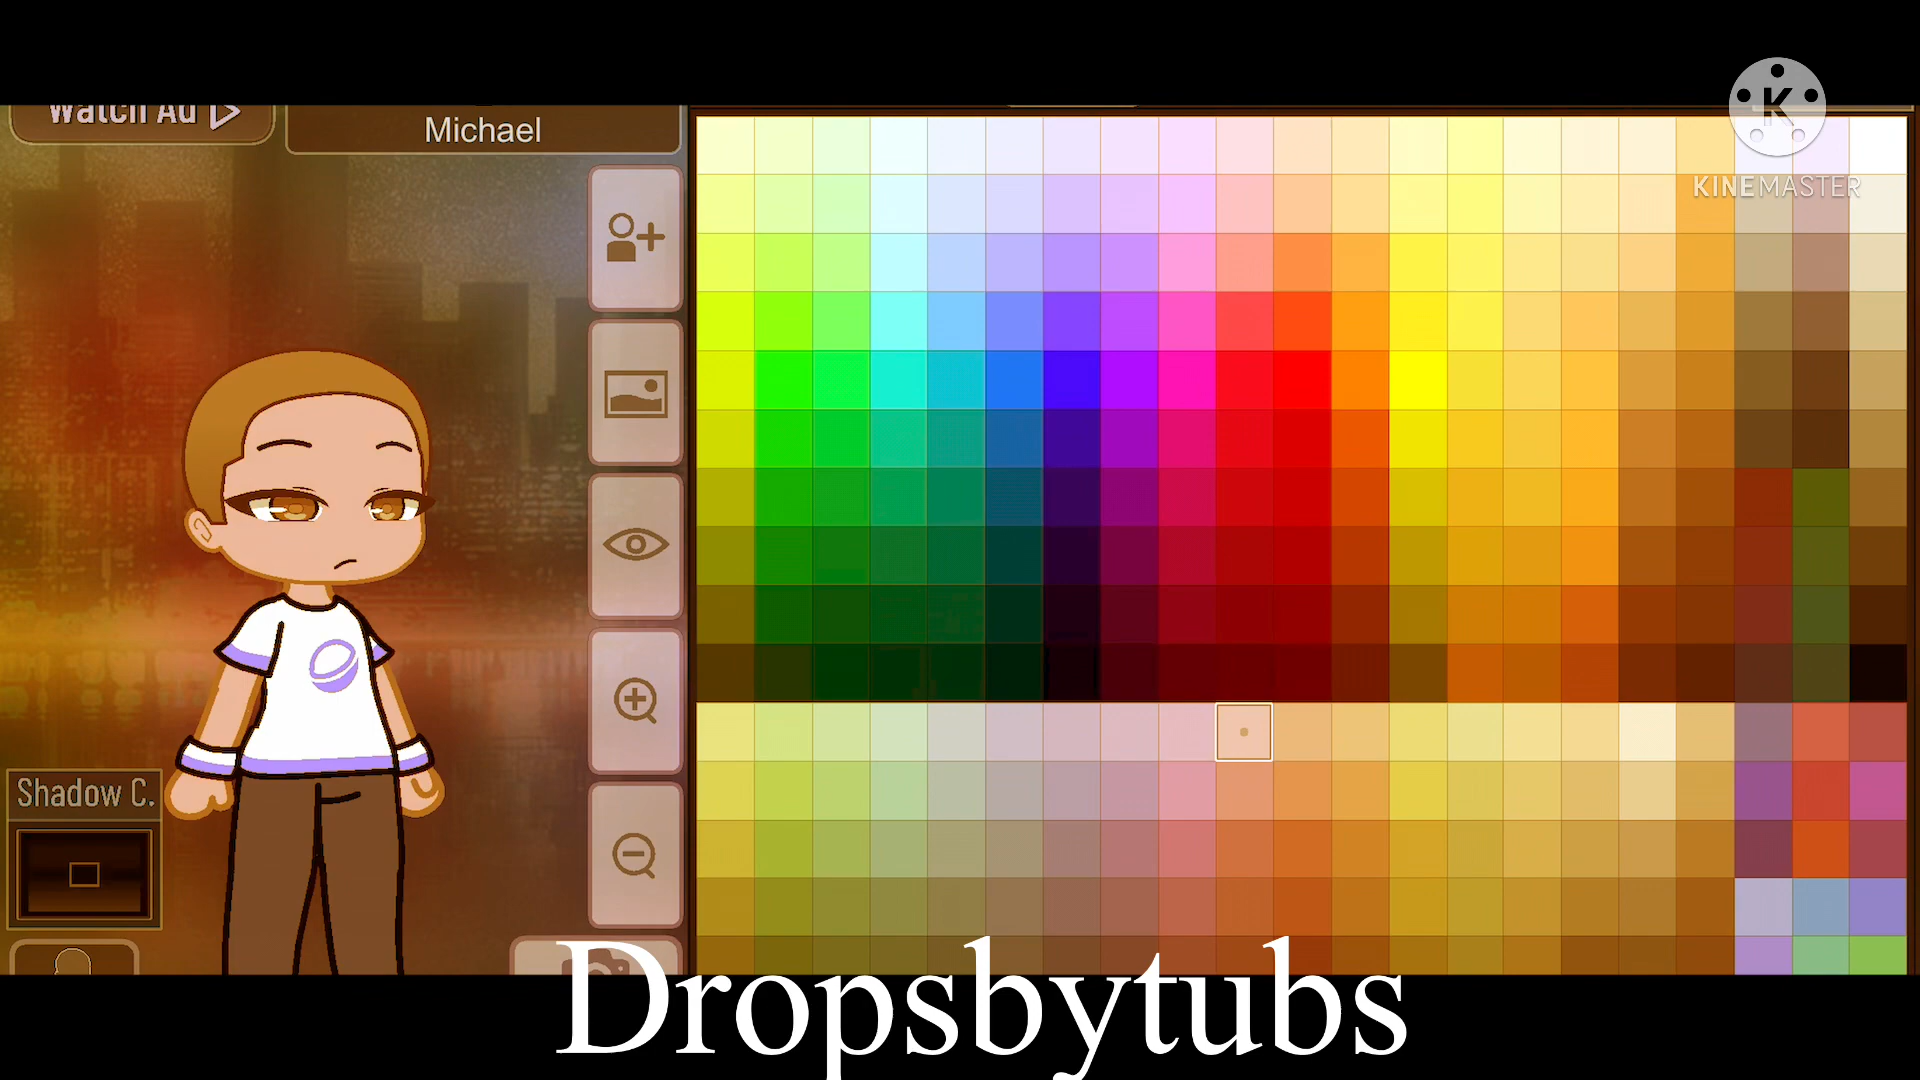 Watch Ad
Michael
KINEMASTER
Shadow C.
Dropsbytubs